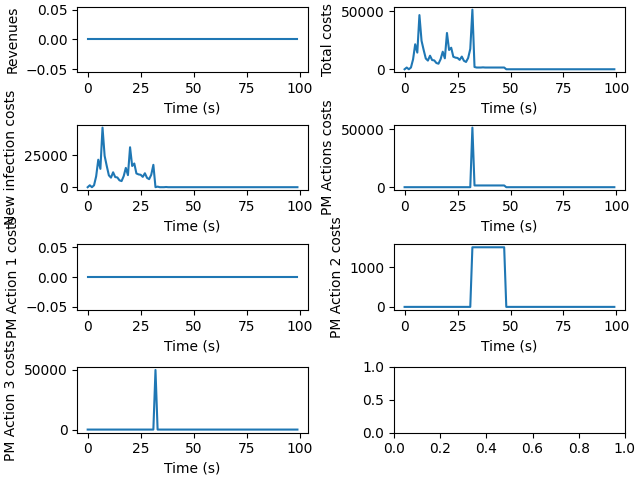 Revenues
0.05
0.00
−0.05
0 25 50 75 100
Time (s)
Total costs
50000
0
0 25 50 75 100
Time (s)
New infection costs
25000
0
0 25 50 75 100
Time (s)
PM Actions costs
50000
0
0 25 50 75 100
Time (s)
PM Action 1 costs
0.05
0.00
−0.05
0 25 50 75 100
Time (s)
PM Action 2 costs
1000
0
0 25 50 75 100
Time (s)
PM Action 3 costs
50000
0
0 25 50 75 100
Time (s)
1.0
0.5
0.0
0.0 0.2 0.4 0.6 0.8 1.0